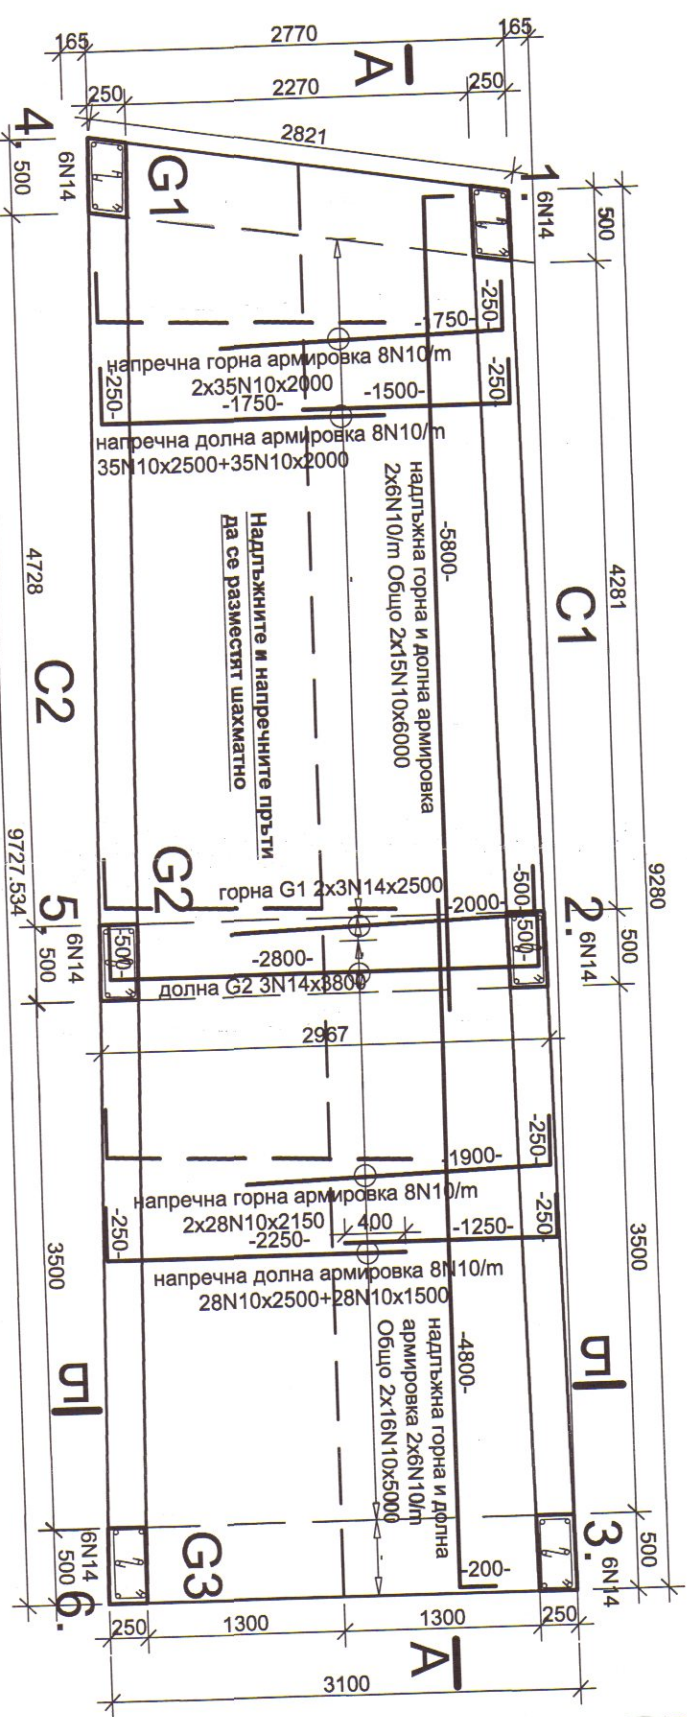 165
2770
165
A
250
2270
250
2821
4.
500
6N14
G1
1.
6N14
500
-1750-
-250-
напречна горна армировка 8N10/m
2x35N10x2000
-250-
-1750-
-1500-
-250-
напречна долна армировка 8N10/m
35N10x2500+35N10x2000
надлъжна горна и долна армировка
2x6N10/m Общо 2x15N10x6000
-5800-
Надлъжните и напречните пръти
да се разместят шахматно
4728
C2
4281
C1
9280
9727.534
G2
горна G1 2x3N14x2500
-2000-
-500-
-500-
2.
6N14
500
5.
6N14
500
-500-
-2800-
долна G2 3N14x3800
2967
-1900-
-250-
напречна горна армировка 8N10/m
2x28N10x2150
400
-250-
-2250-
-1250-
-250-
напречна долна армировка 8N10/m
28N10x2500+28N10x1500
3500
3500
Б
Б
надлъжна горна и долна
армировка 2x6N10/m
Общо 2x16N10x5000
-4800-
-200-
G3
3.
6N14
500
6.
6N14
500
250
1300
1300
250
A
3100